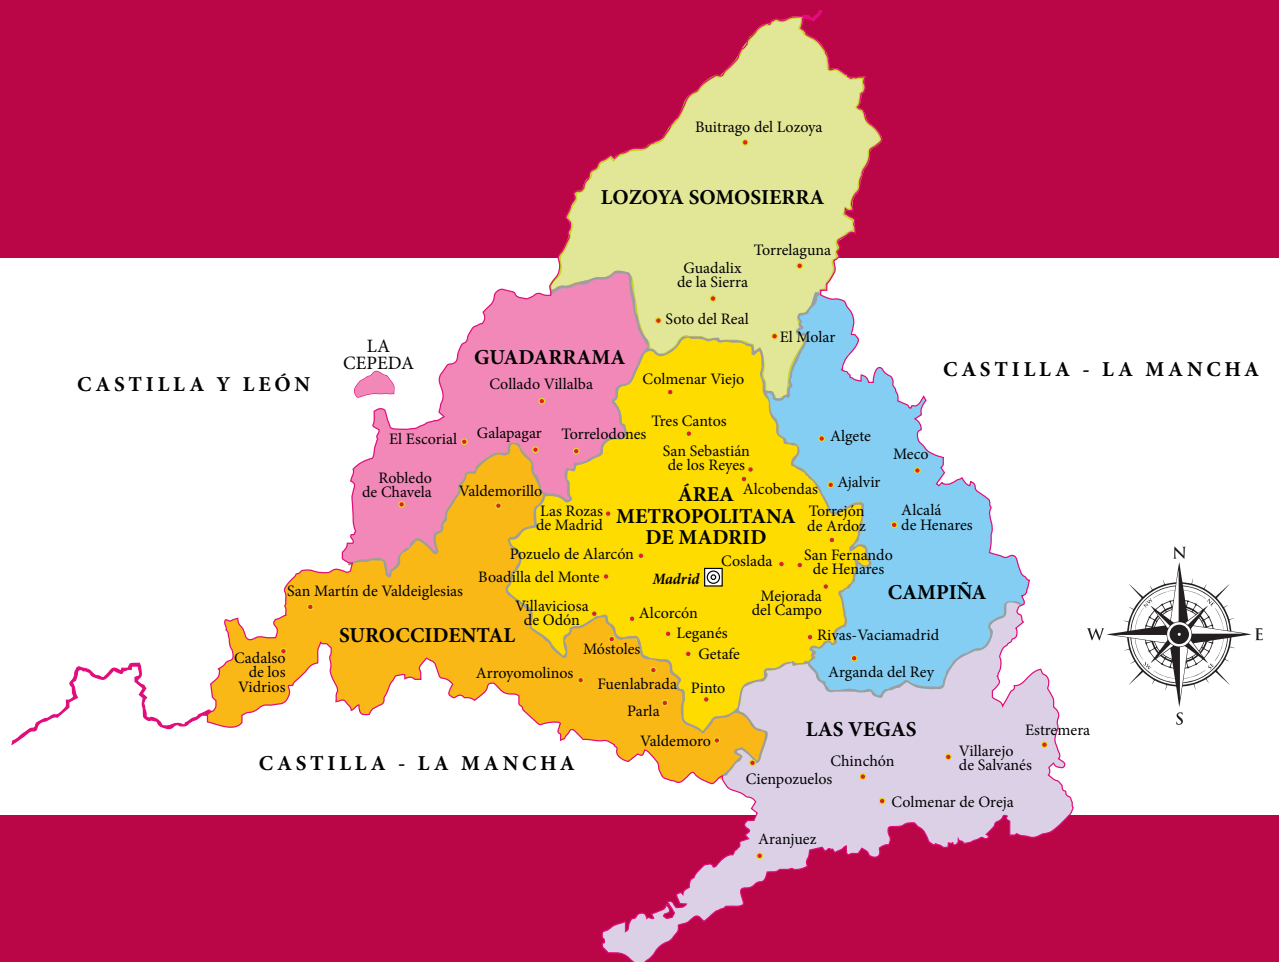 Buitrago del Lozoya
LOZOYA SOMOSIERRA
Torrelaguna
Guadalix
de la Sierra
Soto del Real
El Molar
LA
CEPEDA
GUADARRAMA
CASTILLA Y LEÓN
CASTILLA - LA MANCHA
Collado Villalba
Colmenar Viejo
El Escorial
Galapagar
Torrelodones
Tres Cantos
Algete
San Sebastián
de los Reyes
Meco
Robledo
de Chavela
Valdemorillo
Alcobendas
Ajalvir
ÁREA
METROPOLITANA
DE MADRID
Las Rozas
de Madrid
Torrejón
de Ardoz
Alcalá
de Henares
Pozuelo de Alarcón
Coslada
San Fernando
de Henares
Boadilla del Monte
Madrid
Mejorada
del Campo
CAMPIÑA
San Martín de Valdeiglesias
Villaviciosa
de Odón
Alcorcón
SUROCCIDENTAL
Leganés
Rivas-Vaciamadrid
Móstoles
Getafe
Cadalso
de los
Vidrios
Arroyomolinos
Fuenlabrada
Pinto
Arganda del Rey
Parla
LAS VEGAS
Estremera
Valdemoro
CASTILLA - LA MANCHA
Chinchón
Villarejo
de Salvanés
Cienpozuelos
Colmenar de Oreja
Aranjuez
N
NW
NE
W
E
SW
SE
S